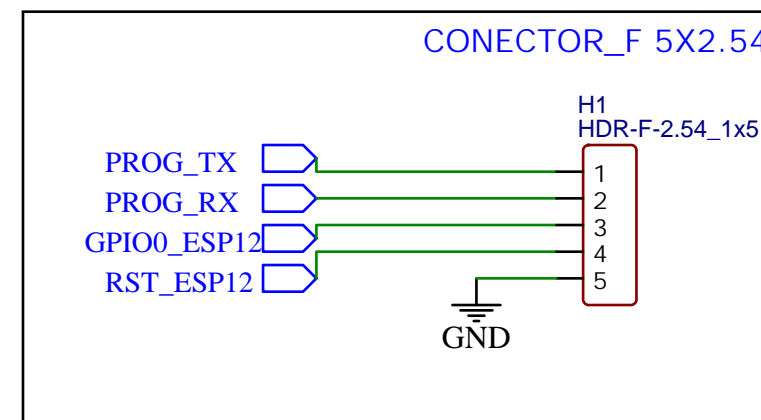 CONECTOR_F 5X2.54
H1
HDR-F-2.54_1x5
PROG_TX
1
PROG_RX
2
GPIO0_ESP12
3
RST_ESP12
4
5
GND